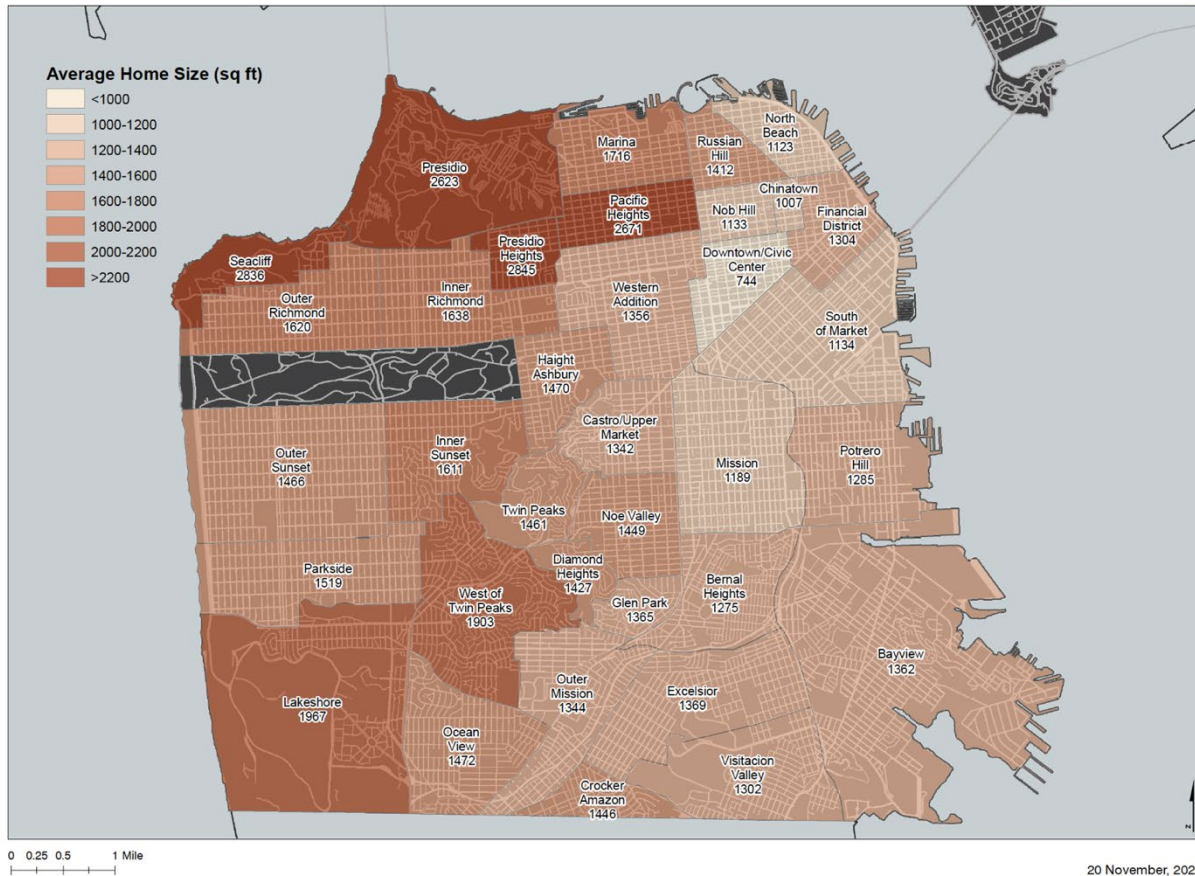 Average Home Size (sq ft)
<1000
1000-1200
1200-1400
1400-1600
1600-1800
1800-2000
2000-2200
>2200
North
Beach
1123
Marina
1716
Russian
Hill
1412
Presidio
2623
Chinatown
1007
Pacific
Heights
2671
Nob Hill
1133
Financial
District
1304
Presidio
Heights
2845
Downtown/Civic
Center
744
Seacliff
2836
Outer
Richmond
1620
Inner
Richmond
1638
Western
Addition
1356
South
of Market
1134
Haight
Ashbury
1470
Castro/Upper
Market
1342
Outer
Sunset
1466
Inner
Sunset
1611
Mission
1189
Potrero
Hill
1285
Twin Peaks
1461
Noe Valley
1449
Parkside
1519
Diamond
Heights
1427
Bernal
Heights
1275
West of
Twin Peaks
1903
Glen Park
1365
Bayview
1362
Lakeshore
1967
Outer
Mission
1344
Excelsior
1369
Ocean
View
1472
Visitacion
Valley
1302
Crocker
Amazon
1446
z
0 0.25 0.5 1 Mile
20 November, 202